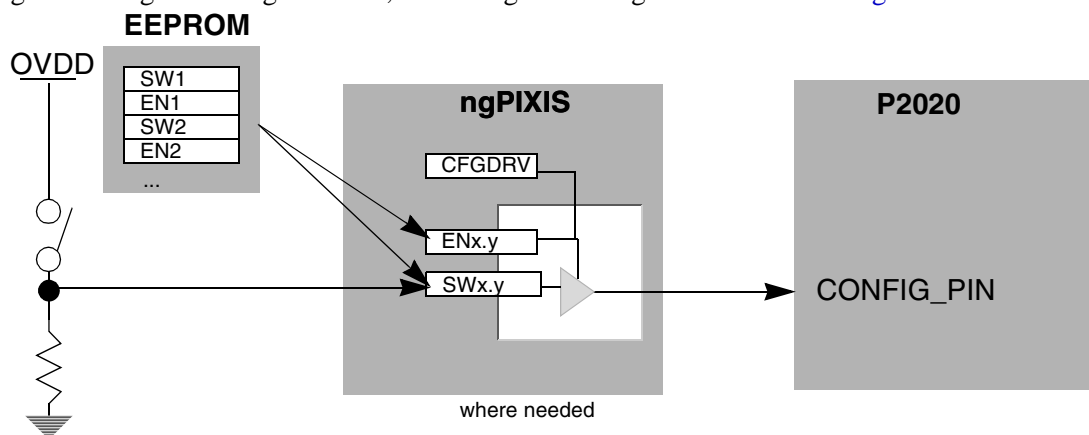 EEPROM
OVDD
SW1
EN1
SW2
EN2
...
ngPIXIS
CFGDRV
ENx.y
SWx.y
where needed
P2020
CONFIG_PIN